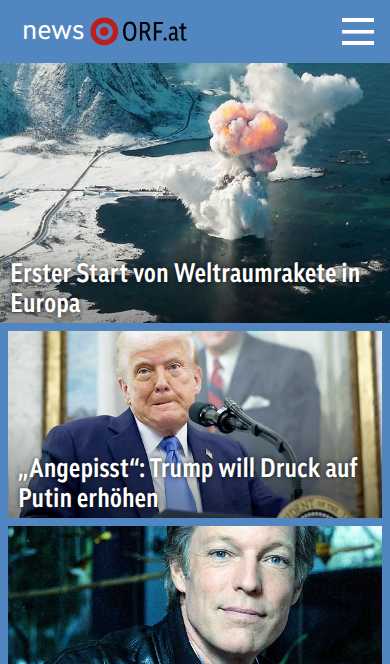 news ORF.at
Erster Start von Weltraumrakete in
Europa
„Angepisst“: Trump will Druck auf
Putin erhöhen